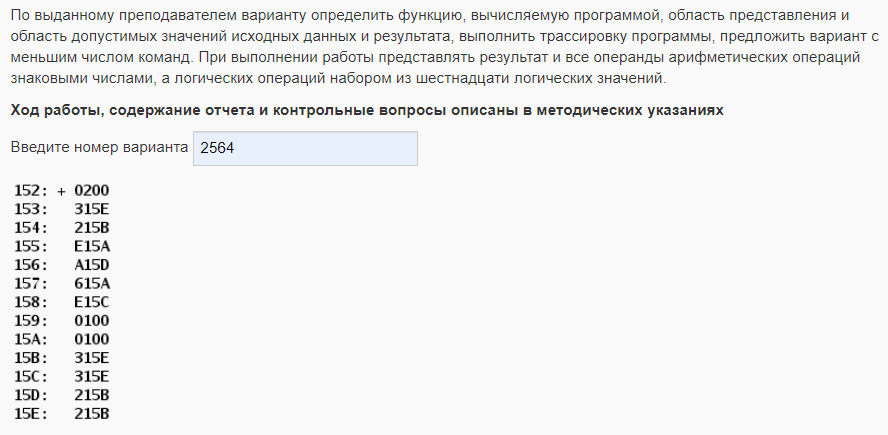 По выданному преподавателем варианту определить функцию, вычисляемую программой, область представления и
область допустимых значений исходных данных и результата, выполнить трассировку программы, предложить вариант с
меньшим числом команд. При выполнении работы представлять результат и все операнды арифметических операций
знаковыми числами, а логических операций набором из шестнадцати логических значений.
Ход работы, содержание отчета и контрольные вопросы описаны в методических указаниях
Введите номер варианта 2564
152: + 0200
153: 315E
154: 215B
155: E15A
156: A15D
157: 615A
158: E15C
159: 0100
15A: 0100
15B: 315E
15C: 315E
15D: 215B
15E: 215B